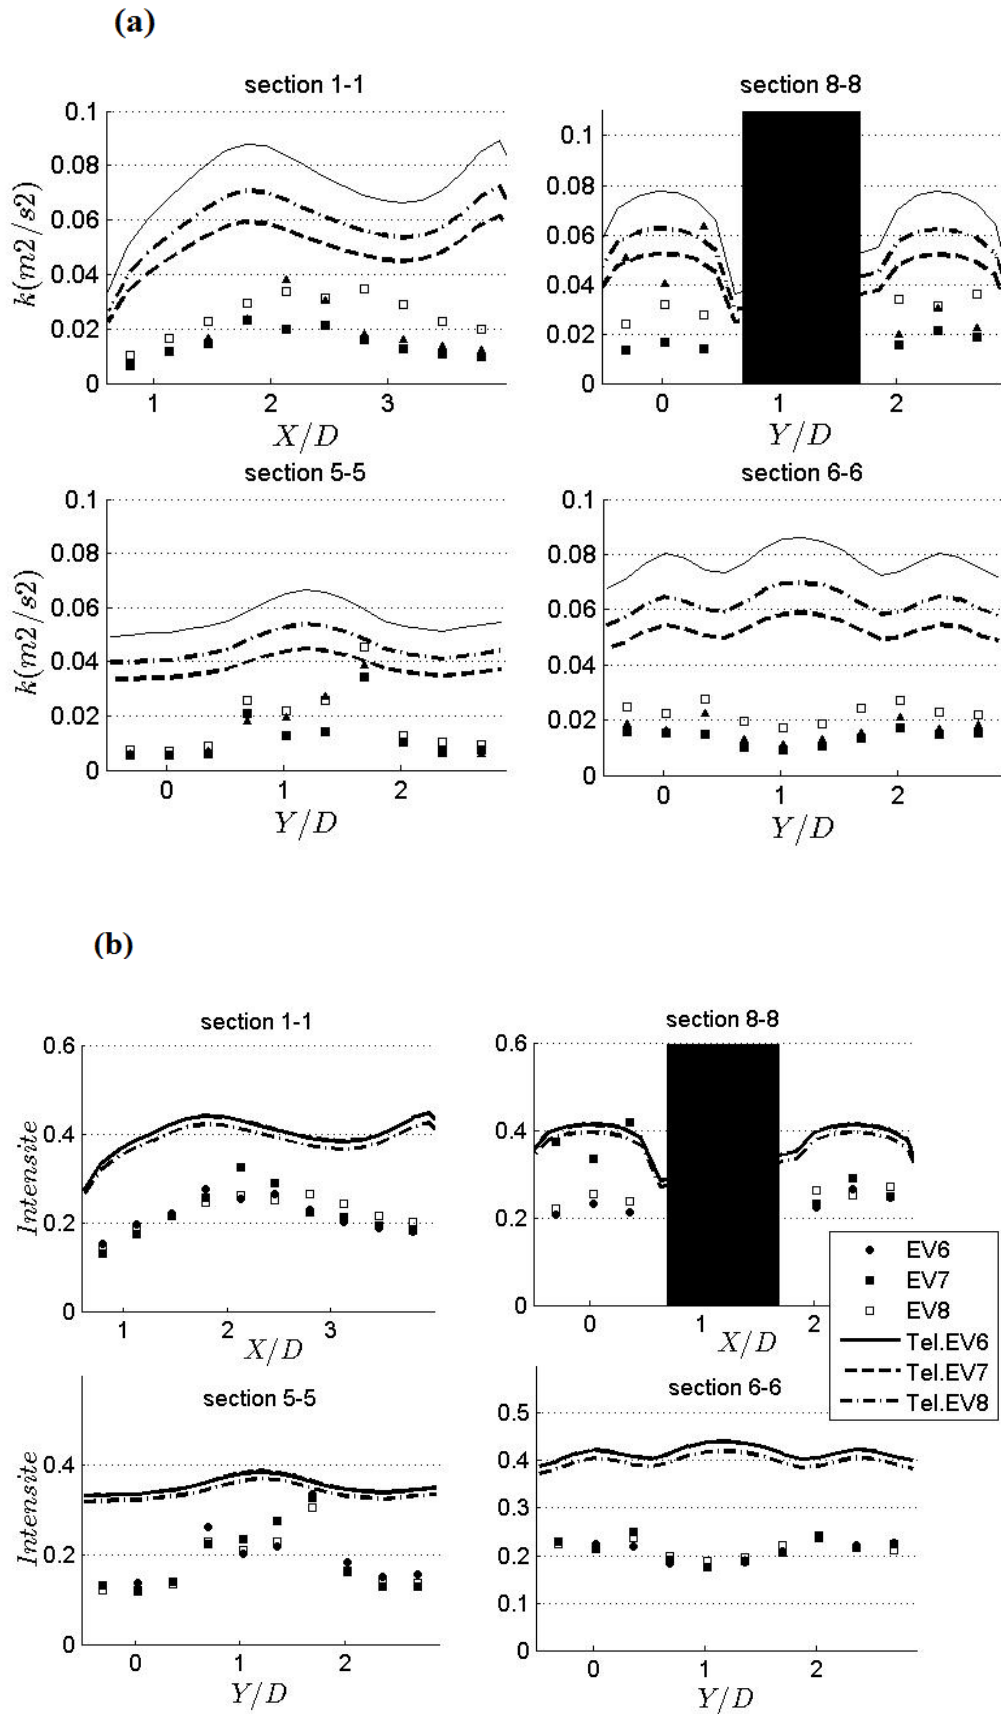 (a)
section 1-1
0.1
0.08
0.06
0.04
0.02
0
k(m2/s2)
1 2 3
X/D
section 8-8
0.1
0.08
0.06
0.04
0.02
0
0 1 2
Y/D
section 5-5
0.1
0.08
0.06
0.04
0.02
0
k(m2/s2)
0 1 2
Y/D
section 6-6
0.1
0.08
0.06
0.04
0.02
0
0 1 2
Y/D
(b)
section 1-1
0.6
0.4
0.2
0
Intensite
1 2 3
X/D
section 8-8
0.6
0.4
0.2
0
0 1 2
X/D
EV6
EV7
EV8
Tel.EV6
Tel.EV7
Tel.EV8
section 5-5
0.4
0.2
0
Intensite
0 1 2
Y/D
section 6-6
0.5
0.4
0.3
0.2
0.1
0
0 1 2
Y/D